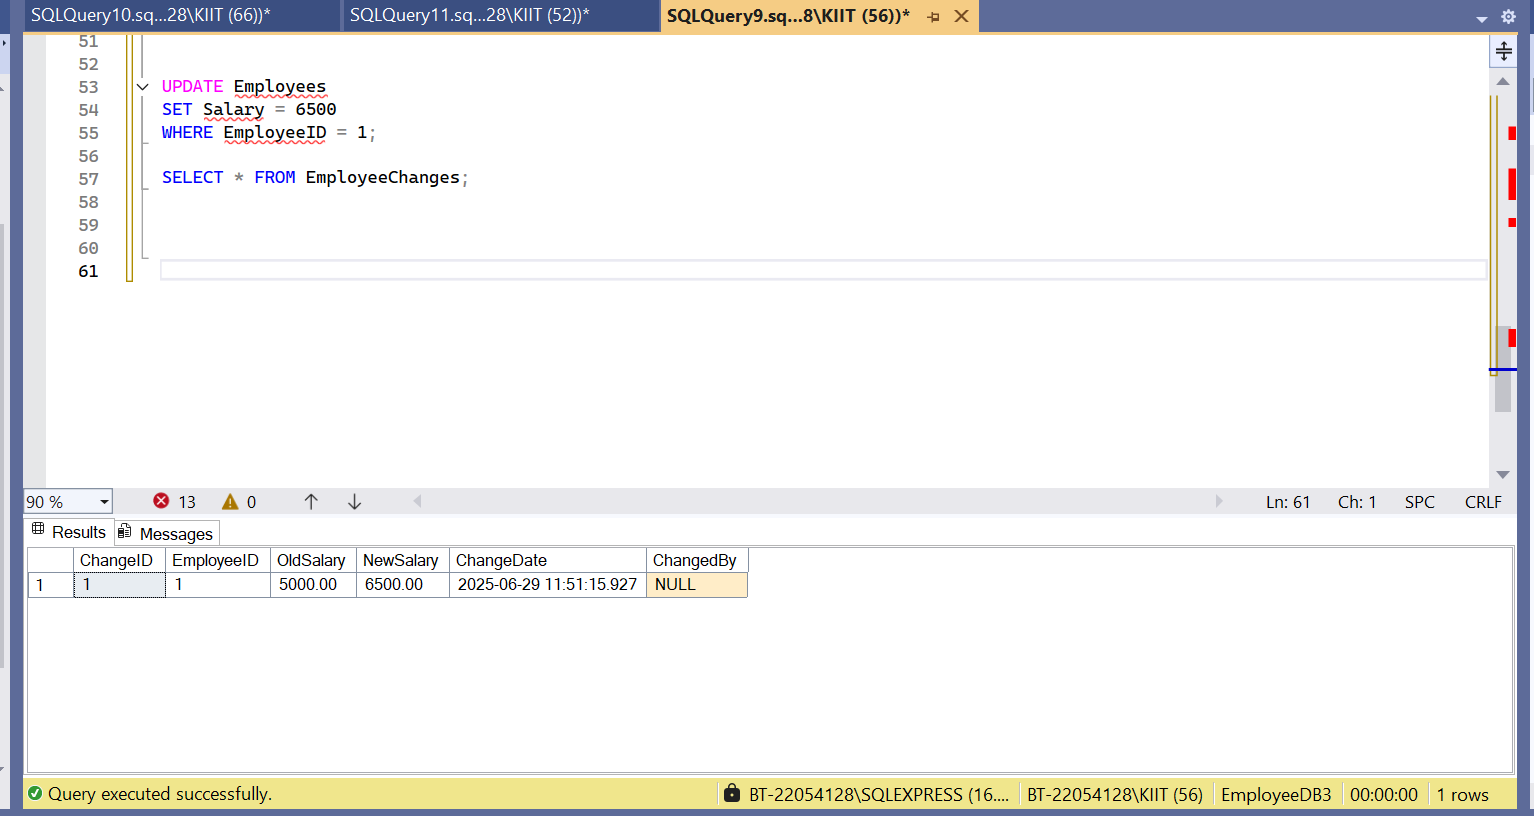 SQLQuery10.sq...28\KIIT (66))* SQLQuery11.sq...28\KIIT (52))* SQLQuery9.sq...8\KIIT (56))*
51
52
53 UPDATE Employees
54 SET Salary = 6500
55 WHERE EmployeeID = 1;
56
57 SELECT * FROM EmployeeChanges;
58
59
60
61
90 % 13 0 Ln: 61 Ch: 1 SPC CRLF
Results Messages
ChangeID EmployeeID OldSalary NewSalary ChangeDate ChangedBy
1 1 1 5000.00 6500.00 2025-06-29 11:51:15.927 NULL
Query executed successfully. BT-22054128\SQLEXPRESS (16.... BT-22054128\KIIT (56) EmployeeDB3 00:00:00 1 rows